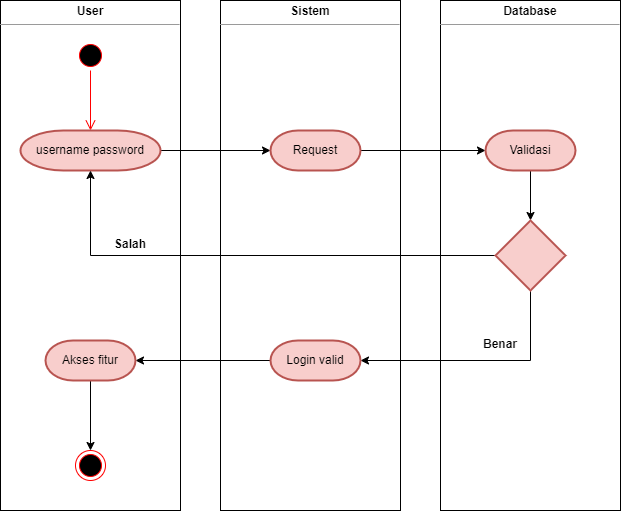 User
Sistem
Database
username password
Request
Validasi
Salah
Benar
Akses fitur
Login valid